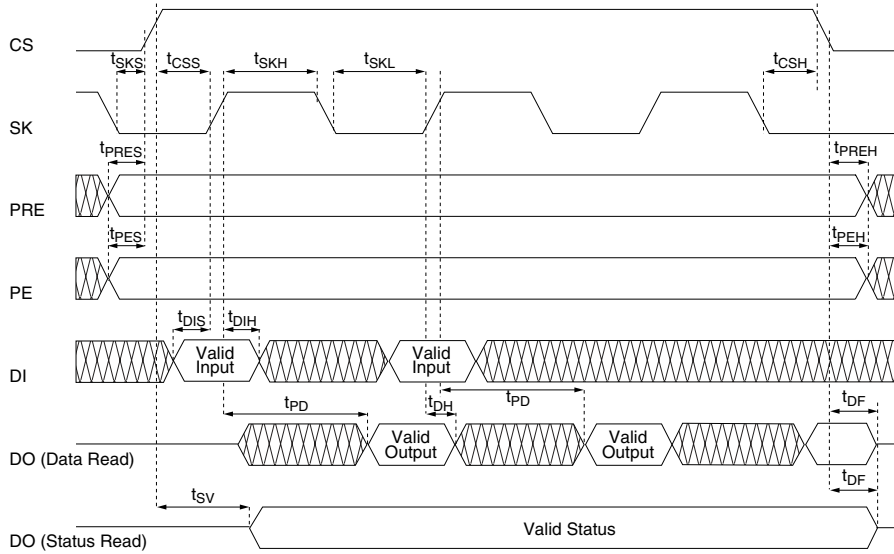 CS
tSKS tCSS tSKH tSKL tCSH
SK
tPRES tPREH
PRE
tPES tPEH
PE
tDIS tDIH
Valid Input Valid Input
DI
tPD tDH tPD tDF
Valid Output Valid Output
DO (Data Read)
tSV tDF
Valid Status
DO (Status Read)